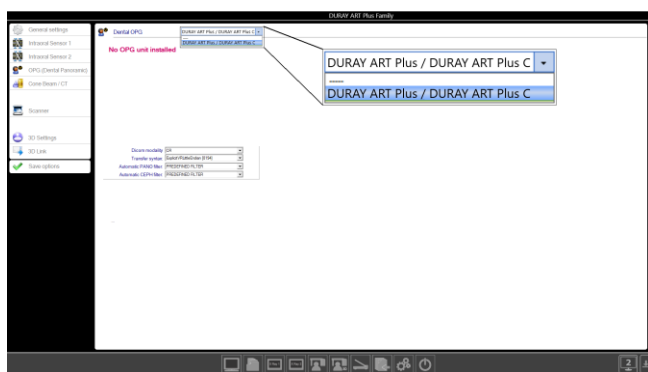 DURAY ART Plus Family
General settings
Intraoral Sensor 1
Intraoral Sensor 2
OPG (Dental Panoramic)
Cone Beam / CT
Scanner
3D Settings
3D Link
Save options
Dental OPG
DURAY ART Plus / DURAY ART Plus C
DURAY ART Plus / DURAY ART Plus C
No OPG unit installed
DURAY ART Plus / DURAY ART Plus C
-----
DURAY ART Plus / DURAY ART Plus C
Dicom modality DX
Transfer syntax
Automatic PANO filter PREDEFINED FILTER
Automatic CEPH filter PREDEFINED FILTER
2